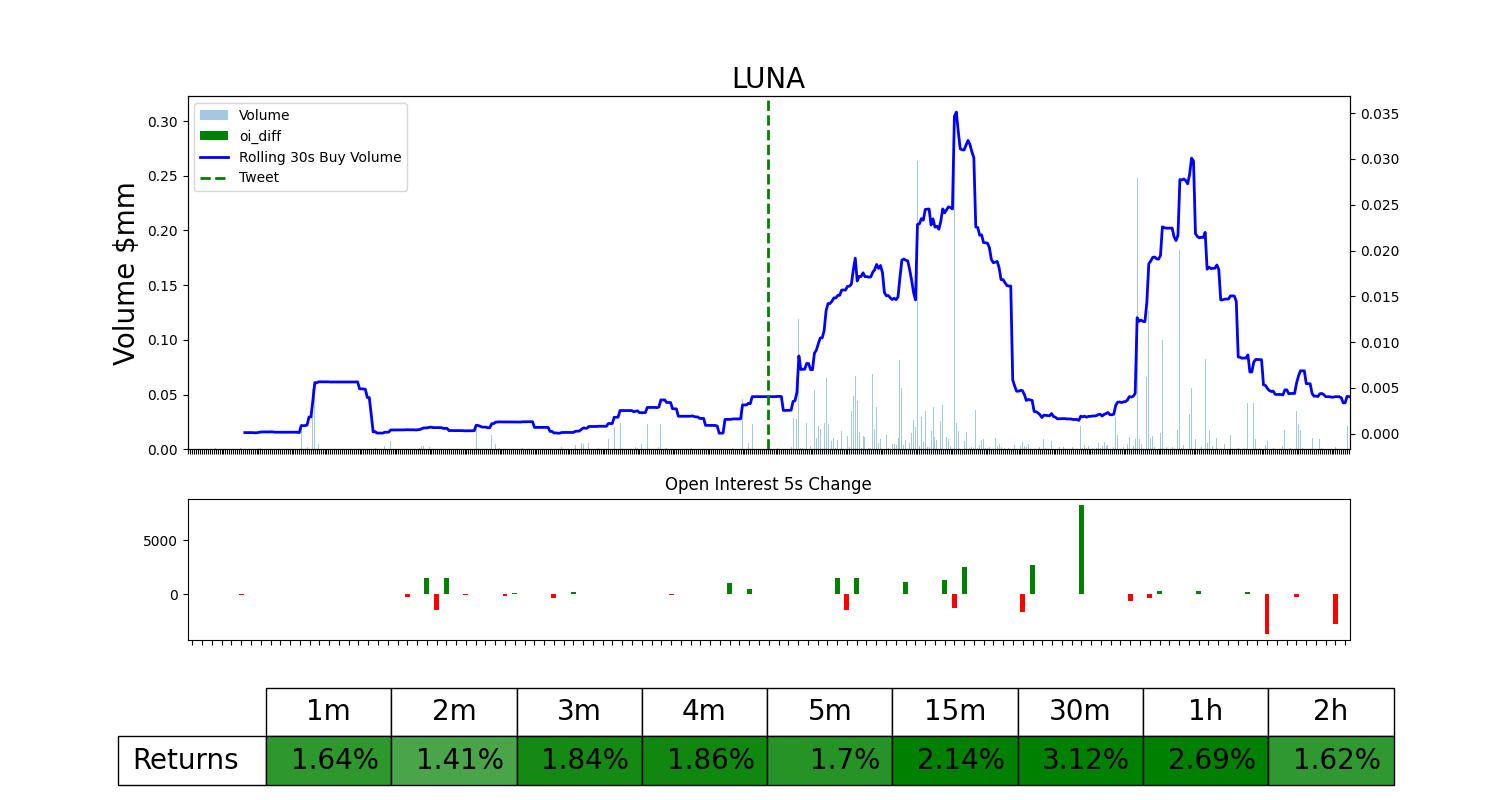 LUNA
Volume
oi_diff
Rolling 30s Buy Volume
Tweet
Volume $mm
0.30
0.25
0.20
0.15
0.10
0.05
0.00
0.035
0.030
0.025
0.020
0.015
0.010
0.005
0.000
Open Interest 5s Change
5000
0
1m 2m 3m 4m 5m 15m 30m 1h 2h
Returns 1.64% 1.41% 1.84% 1.86% 1.7% 2.14% 3.12% 2.69% 1.62%